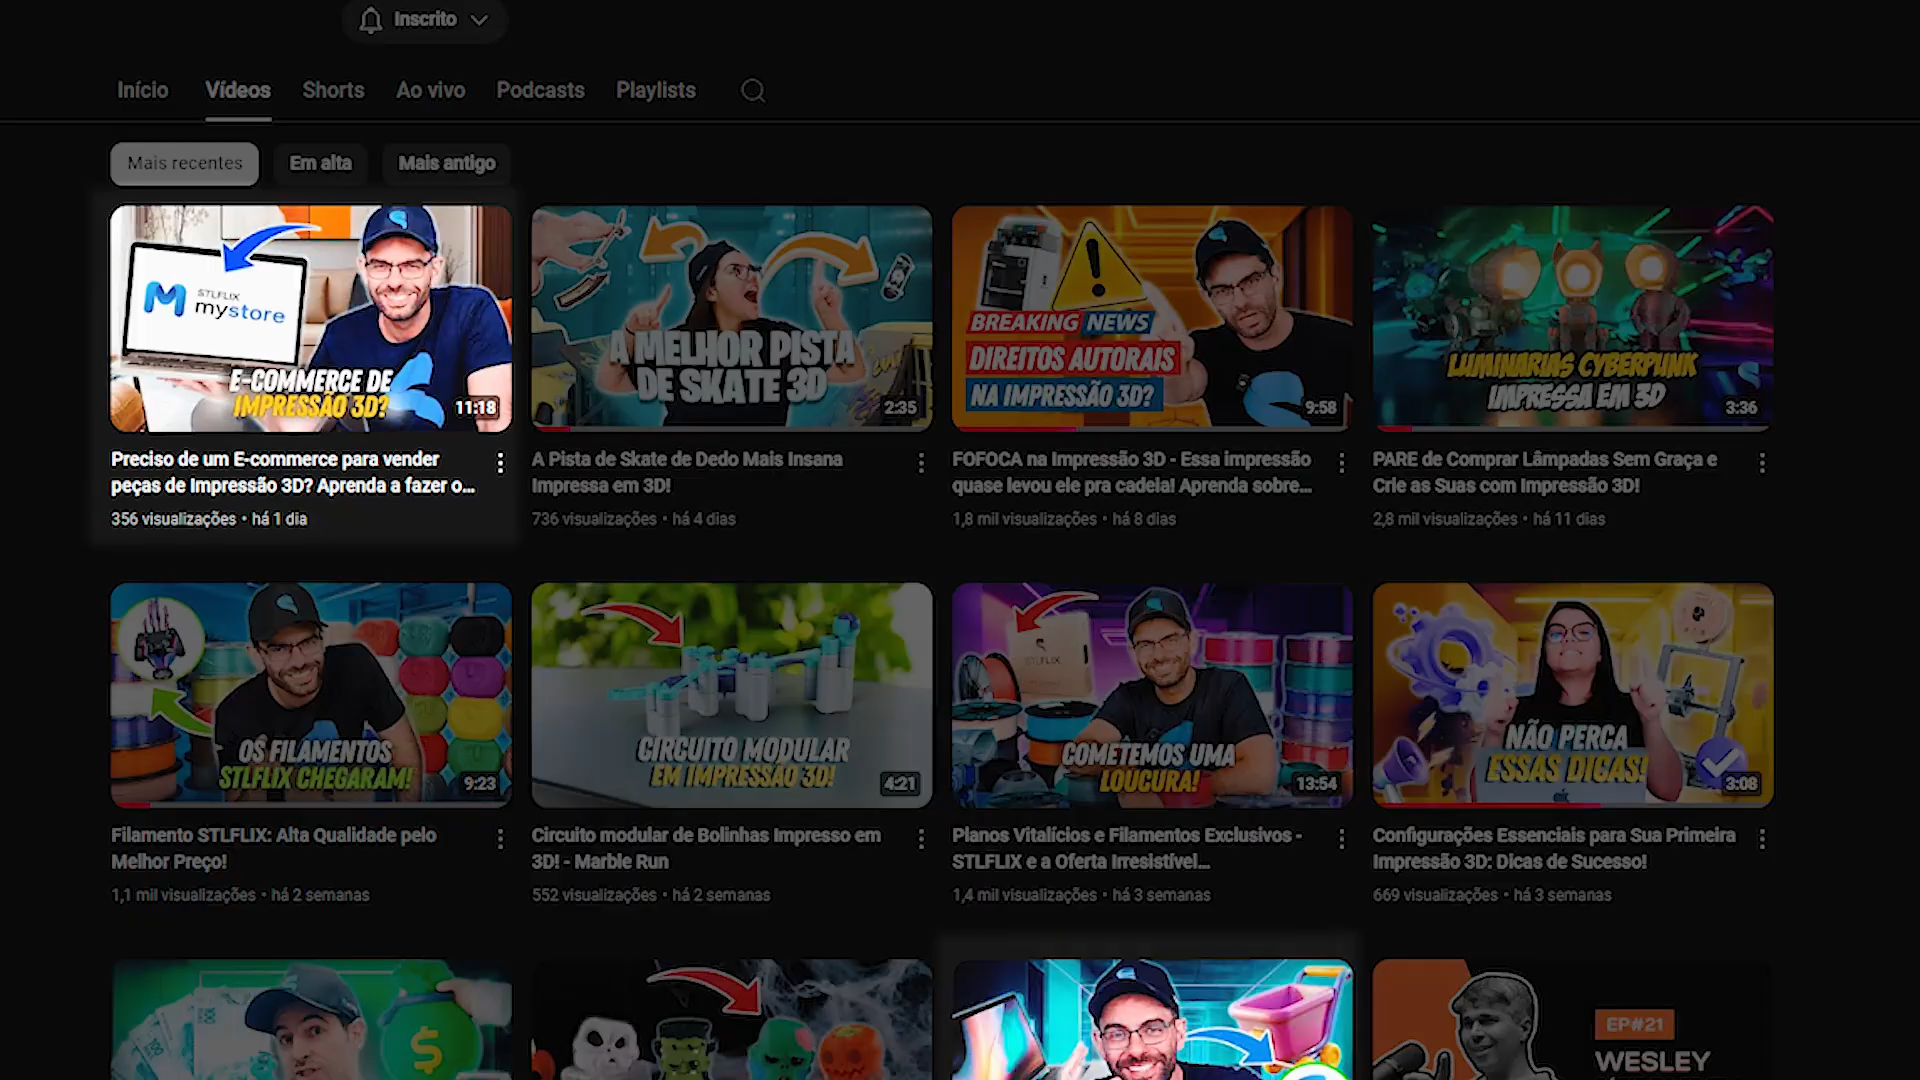 Inscrito
Início
Vídeos
Shorts
Ao vivo
Podcasts
Playlists
Mais recentes
Em alta
Mais antigo
STLFLIX
mystore
E-COMMERCE DE
IMPRESSÃO 3D?
11:18
A MELHOR PISTA
DE SKATE 3D
2:35
BREAKING NEWS
DIREITOS AUTORAIS
NA IMPRESSÃO 3D?
9:58
LUMINARIAS CYBERPUNK
IMPRESSA EM 3D
3:36
Preciso de um E-commerce para vender
peças de Impressão 3D? Aprenda a fazer o...
356 visualizações • há 1 dia
A Pista de Skate de Dedo Mais Insana
Impressa em 3D!
736 visualizações • há 4 dias
FOFOCA na Impressão 3D - Essa impressão
quase levou ele pra cadeia! Aprenda sobre...
1,8 mil visualizações • há 8 dias
PARE de Comprar Lâmpadas Sem Graça e
Crie as Suas com Impressão 3D!
2,8 mil visualizações • há 11 dias
OS FILAMENTOS
STLFLIX CHEGARAM!
9:23
CIRCUITO MODULAR
EM IMPRESSÃO 3D!
4:21
STLFLIX
COMETEMOS UMA
LOUCURA!
13:54
NÃO PERCA
ESSAS DICAS!
3:08
Filamento STLFLIX: Alta Qualidade pelo
Melhor Preço!
1,1 mil visualizações • há 2 semanas
Circuito modular de Bolinhas Impresso em
3D! - Marble Run
552 visualizações • há 2 semanas
Planos Vitalícios e Filamentos Exclusivos -
STLFLIX e a Oferta Irresistível...
1,4 mil visualizações • há 3 semanas
Configurações Essenciais para Sua Primeira
Impressão 3D: Dicas de Sucesso!
669 visualizações • há 3 semanas
$
EP#21
WESLEY